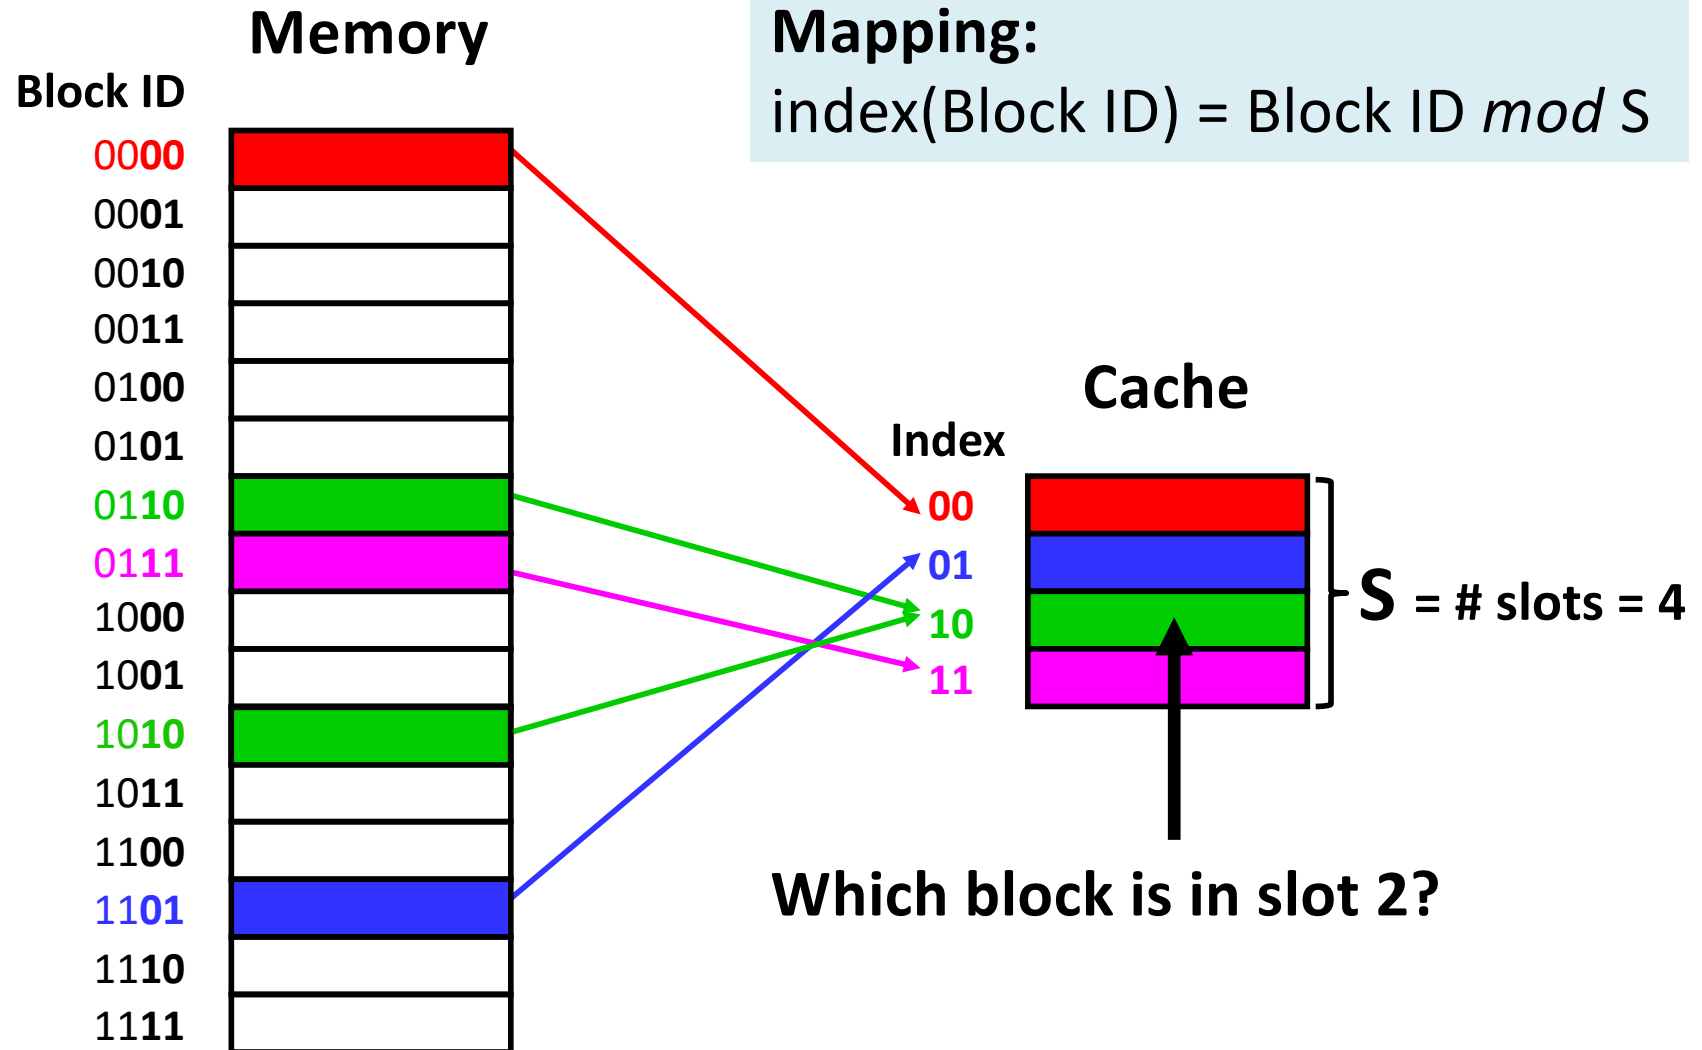 Memory
Mapping:
index(Block ID) = Block ID mod S
Block ID
0000
0001
0010
0011
0100
0101
0110
0111
1000
1001
1010
1011
1100
1101
1110
1111
Cache
Index
00
01
10
11
S = # slots = 4
Which block is in slot 2?